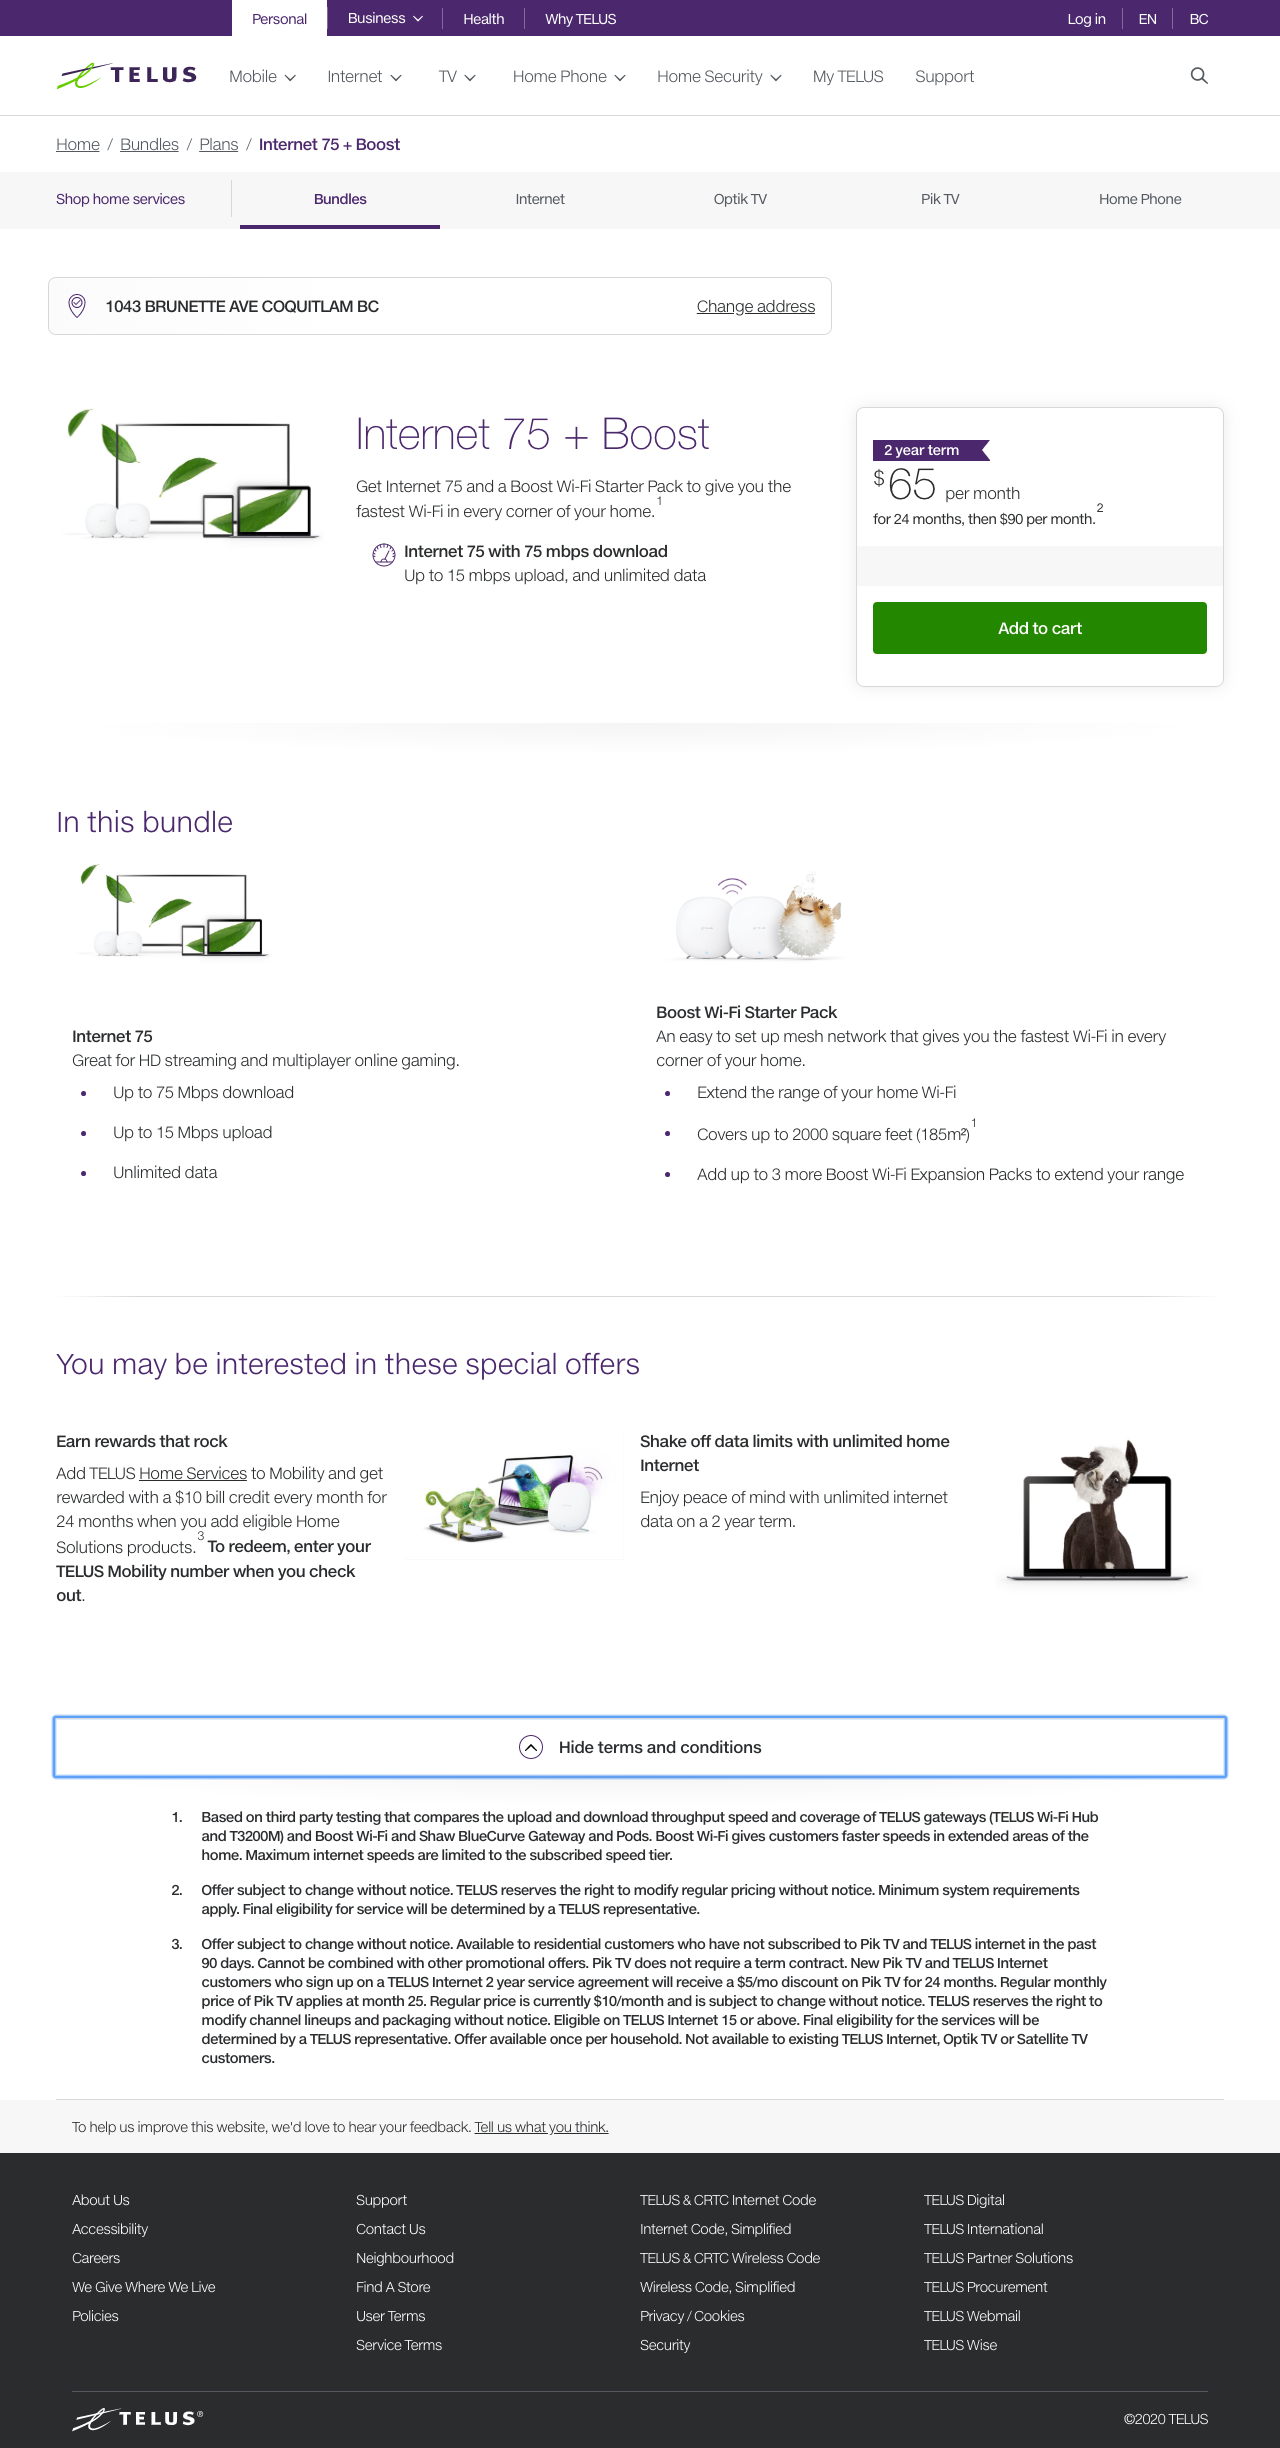 Personal Business Health Why TELUS Log in EN BC
TELUS Mobile Internet TV Home Phone Home Security My TELUS Support
Home / Bundles / Plans / Internet 75 + Boost
Shop home services Bundles Internet Optik TV Pik TV Home Phone
1043 BRUNETTE AVE COQUITLAM BC Change address
Internet 75 + Boost
Get Internet 75 and a Boost Wi-Fi Starter Pack to give you the
fastest Wi-Fi in every corner of your home.1
Internet 75 with 75 mbps download
Up to 15 mbps upload, and unlimited data
2 year term
$65 per month
for 24 months, then $90 per month.2
Add to cart
In this bundle
Internet 75
Great for HD streaming and multiplayer online gaming.
• Up to 75 Mbps download
• Up to 15 Mbps upload
• Unlimited data
Boost Wi-Fi Starter Pack
An easy to set up mesh network that gives you the fastest Wi-Fi in every
corner of your home.
• Extend the range of your home Wi-Fi
• Covers up to 2000 square feet (185m²)1
• Add up to 3 more Boost Wi-Fi Expansion Packs to extend your range
You may be interested in these special offers
Earn rewards that rock
Add TELUS Home Services to Mobility and get
rewarded with a $10 bill credit every month for
24 months when you add eligible Home
Solutions products.3 To redeem, enter your
TELUS Mobility number when you check
out.
Shake off data limits with unlimited home
Internet
Enjoy peace of mind with unlimited internet
data on a 2 year term.
Hide terms and conditions
1. Based on third party testing that compares the upload and download throughput speed and coverage of TELUS gateways (TELUS Wi-Fi Hub
and T3200M) and Boost Wi-Fi and Shaw BlueCurve Gateway and Pods. Boost Wi-Fi gives customers faster speeds in extended areas of the
home. Maximum internet speeds are limited to the subscribed speed tier.
2. Offer subject to change without notice. TELUS reserves the right to modify regular pricing without notice. Minimum system requirements
apply. Final eligibility for service will be determined by a TELUS representative.
3. Offer subject to change without notice. Available to residential customers who have not subscribed to Pik TV and TELUS internet in the past
90 days. Cannot be combined with other promotional offers. Pik TV does not require a term contract. New Pik TV and TELUS Internet
customers who sign up on a TELUS Internet 2 year service agreement will receive a $5/mo discount on Pik TV for 24 months. Regular monthly
price of Pik TV applies at month 25. Regular price is currently $10/month and is subject to change without notice. TELUS reserves the right to
modify channel lineups and packaging without notice. Eligible on TELUS Internet 15 or above. Final eligibility for the services will be
determined by a TELUS representative. Offer available once per household. Not available to existing TELUS Internet, Optik TV or Satellite TV
customers.
To help us improve this website, we'd love to hear your feedback. Tell us what you think.
About Us
Accessibility
Careers
We Give Where We Live
Policies
Support
Contact Us
Neighbourhood
Find A Store
User Terms
Service Terms
TELUS & CRTC Internet Code
Internet Code, Simplified
TELUS & CRTC Wireless Code
Wireless Code, Simplified
Privacy / Cookies
Security
TELUS Digital
TELUS International
TELUS Partner Solutions
TELUS Procurement
TELUS Webmail
TELUS Wise
TELUS®
©2020 TELUS